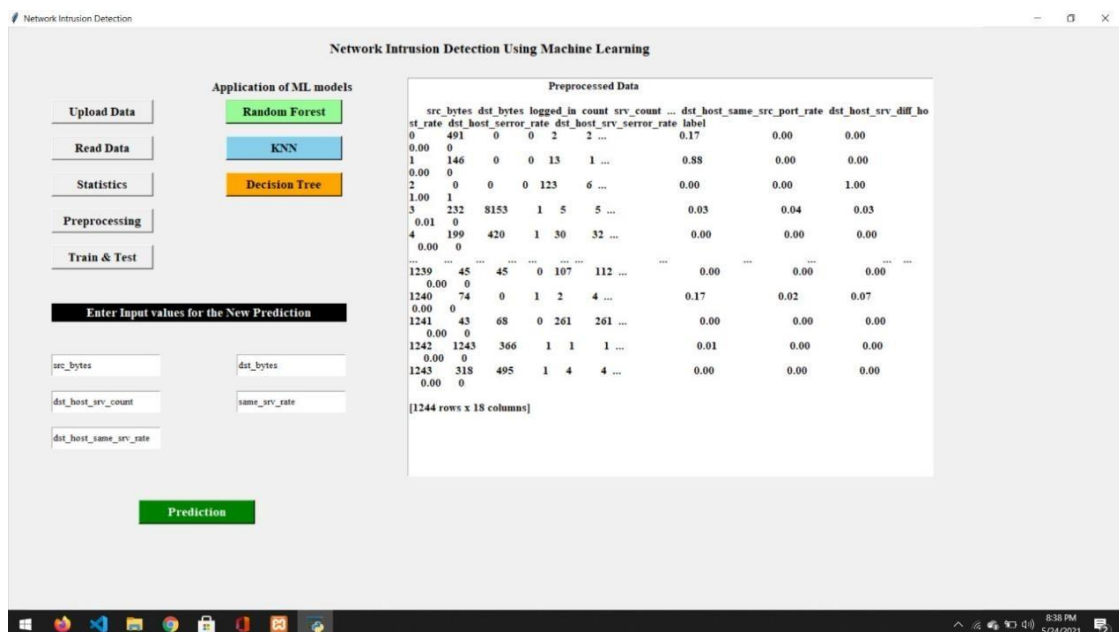 Network Intrusion Detection
Network Intrusion Detection Using Machine Learning
Application of ML models
Upload Data
Random Forest
Read Data
KNN
Statistics
Decision Tree
Preprocessing
Train & Test
Enter Input values for the New Prediction
src_bytes
dst_bytes
dst_host_srv_count
same_srv_rate
dst_host_same_srv_rate
Prediction
Preprocessed Data
src_bytes dst_bytes logged_in count srv_count ... dst_host_same_src_port_rate dst_host_srv_diff_ho
st_rate dst_host_serror_rate dst_host_srv_serror_rate label
0 491 0 0 2 2 ... 0.17 0.00 0.00
0.00 0
1 146 0 0 13 1 ... 0.88 0.00 0.00
0.00 0
2 0 0 0 123 6 ... 0.00 0.00 1.00
1.00 1
3 232 8153 1 5 5 ... 0.03 0.04 0.03
0.01 0
4 199 420 1 30 32 ... 0.00 0.00 0.00
0.00 0
... ... ... ... ... ... ... ... ... ... ...
1239 45 45 0 107 112 ... 0.00 0.00 0.00
0.00 0
1240 74 0 1 2 4 ... 0.17 0.02 0.07
0.00 0
1241 43 68 0 261 261 ... 0.00 0.00 0.00
0.00 0
1242 1243 366 1 1 1 ... 0.01 0.00 0.00
0.00 0
1243 318 495 1 4 4 ... 0.00 0.00 0.00
0.00 0
[1244 rows x 18 columns]
8:38 PM
5/24/2021